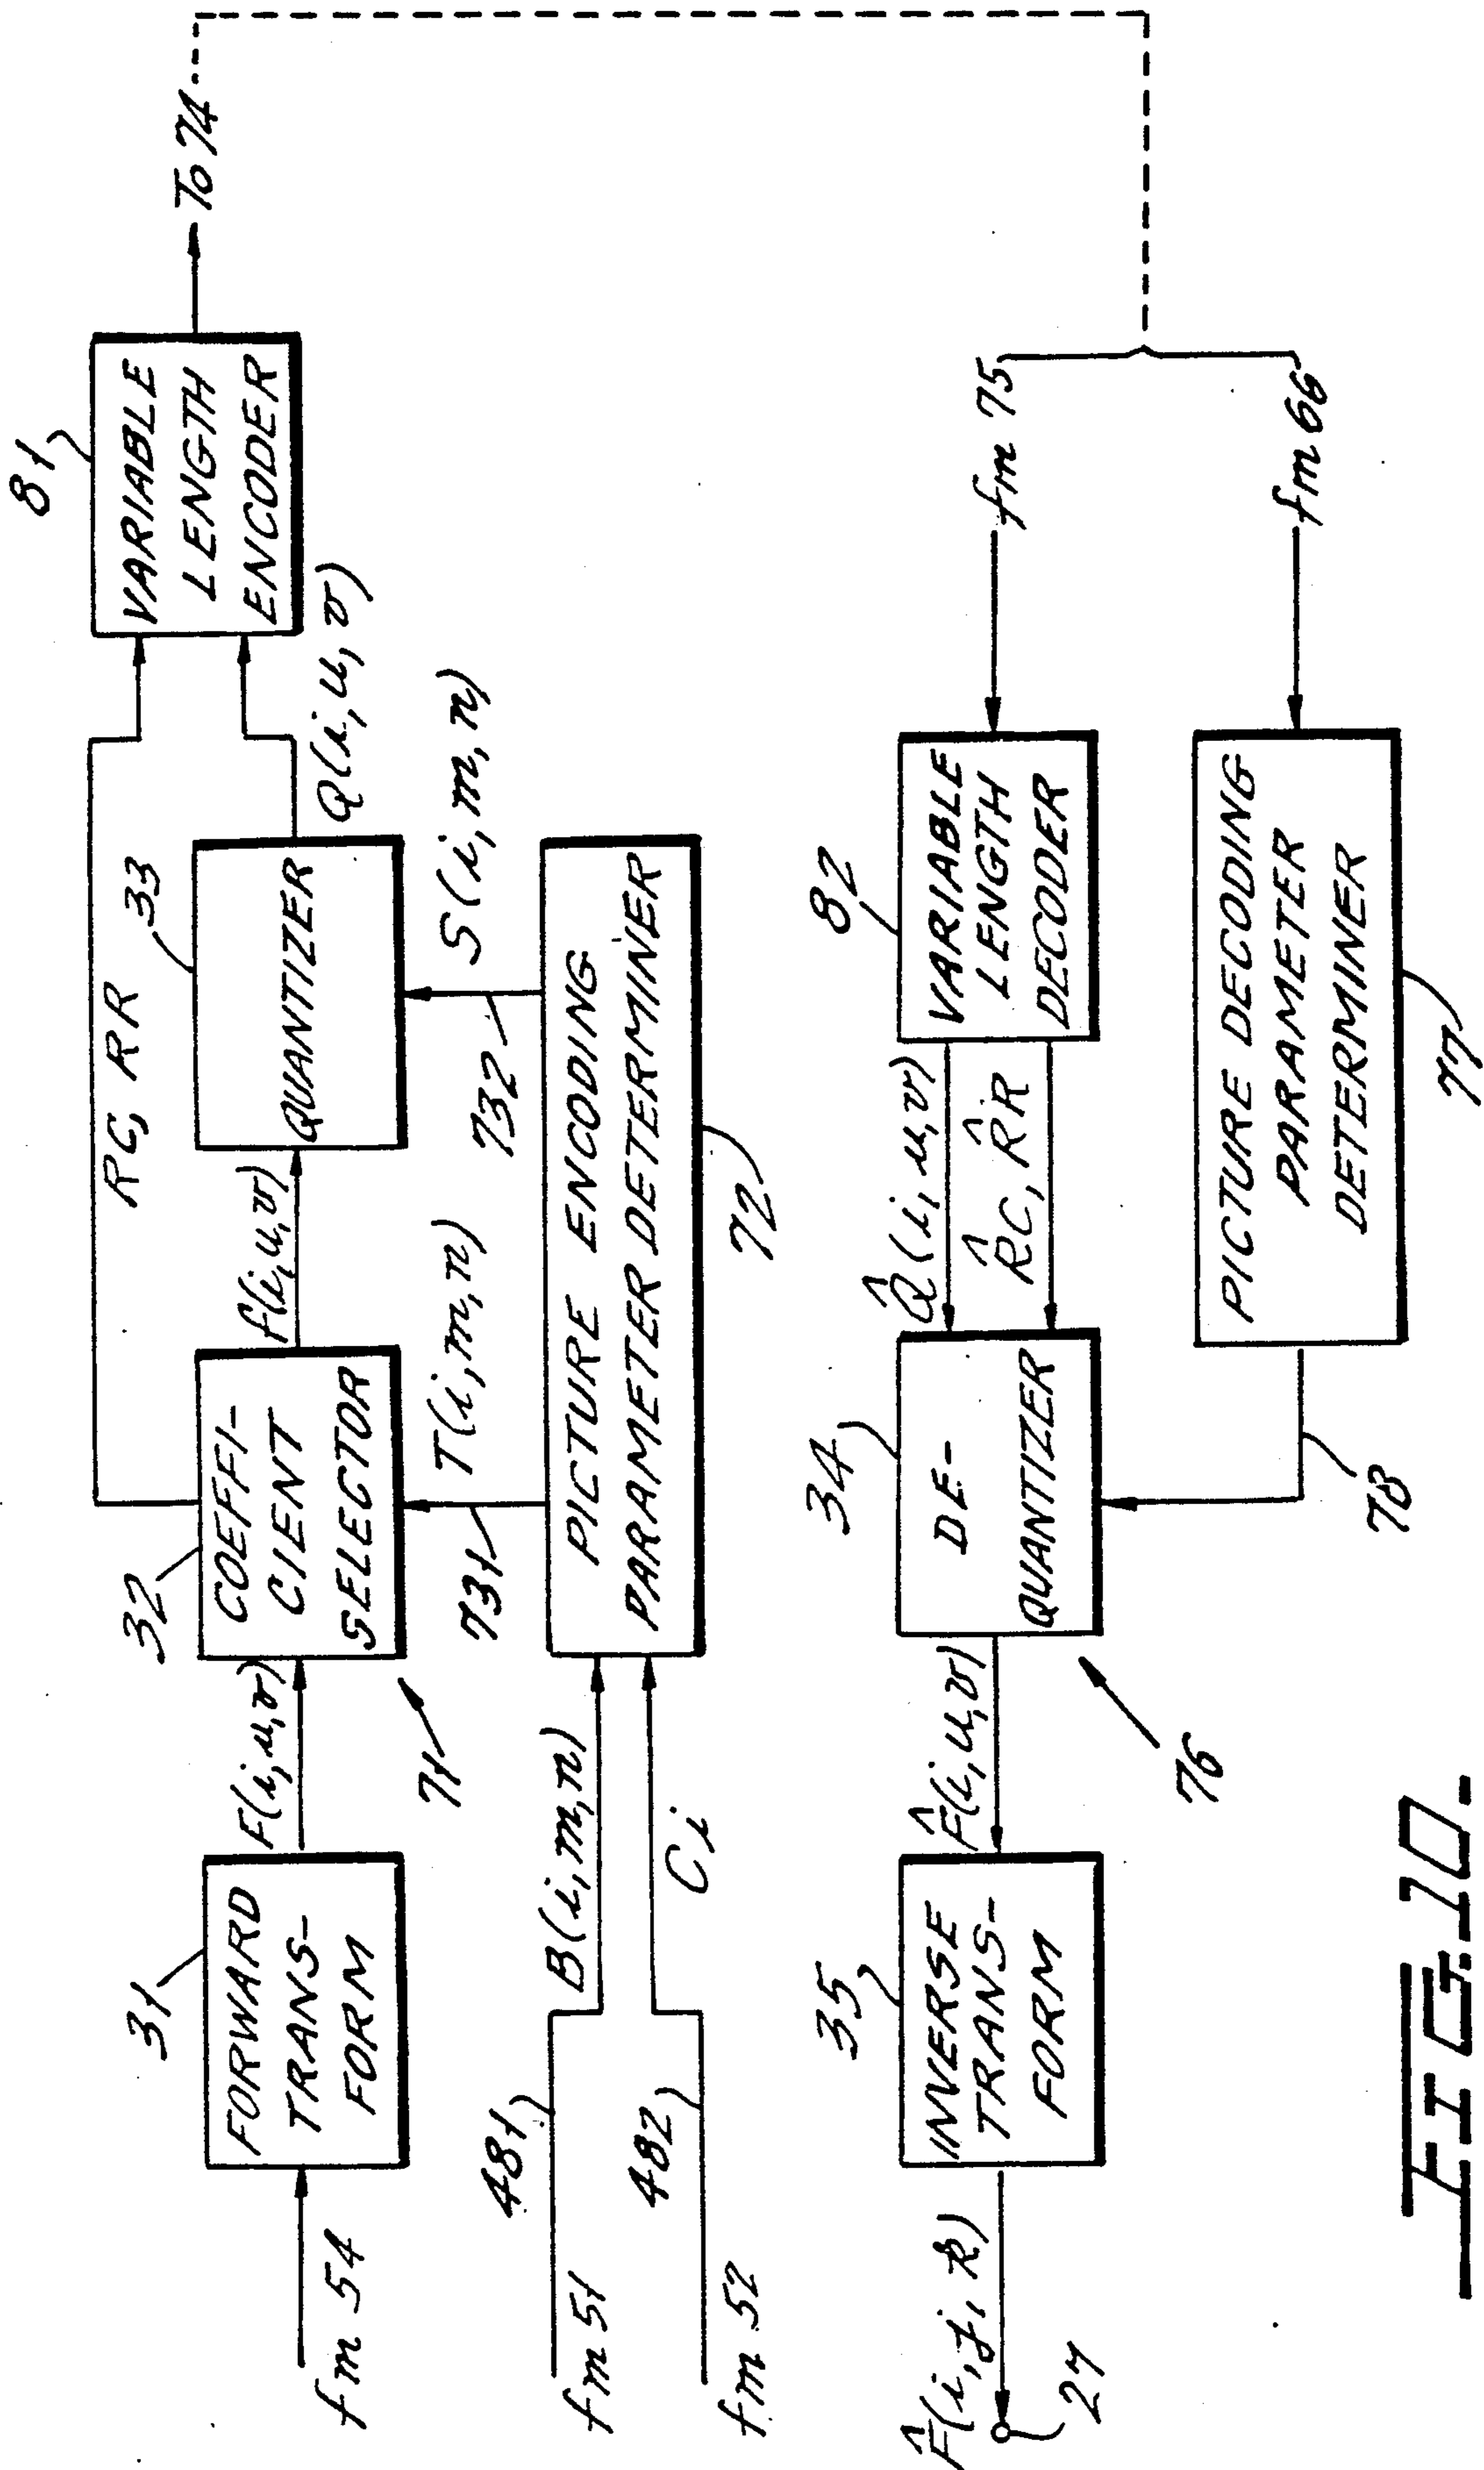 81
RC, RR
To 74
31
32
33
FORWARD
TRANS-
FORM
F(i,u,v)
COEFFI-
CIENT
SELECTOR
f(i,u,v)
QUANTIZER
Q(i,u,v)
VARIABLE
LENGTH
ENCODER
fm 54
71
731
T(i,m,n)
732
S(i,m,n)
481
fm 51
B(i,m,n)
PICTURE ENCODING
PARAMETER DETERMINER
482
fm 52
Ci
72
35
34
82
F̂(i,j,k)
27
INVERSE
TRANS-
FORM
F̂(i,u,v)
DE-
QUANTIZER
Q̂(i,u,v)
R̂C, R̂R
VARIABLE
LENGTH
DECODER
fm 75
76
78
PICTURE DECODING
PARAMETER
DETERMINER
fm 66
77
FIG. 10.